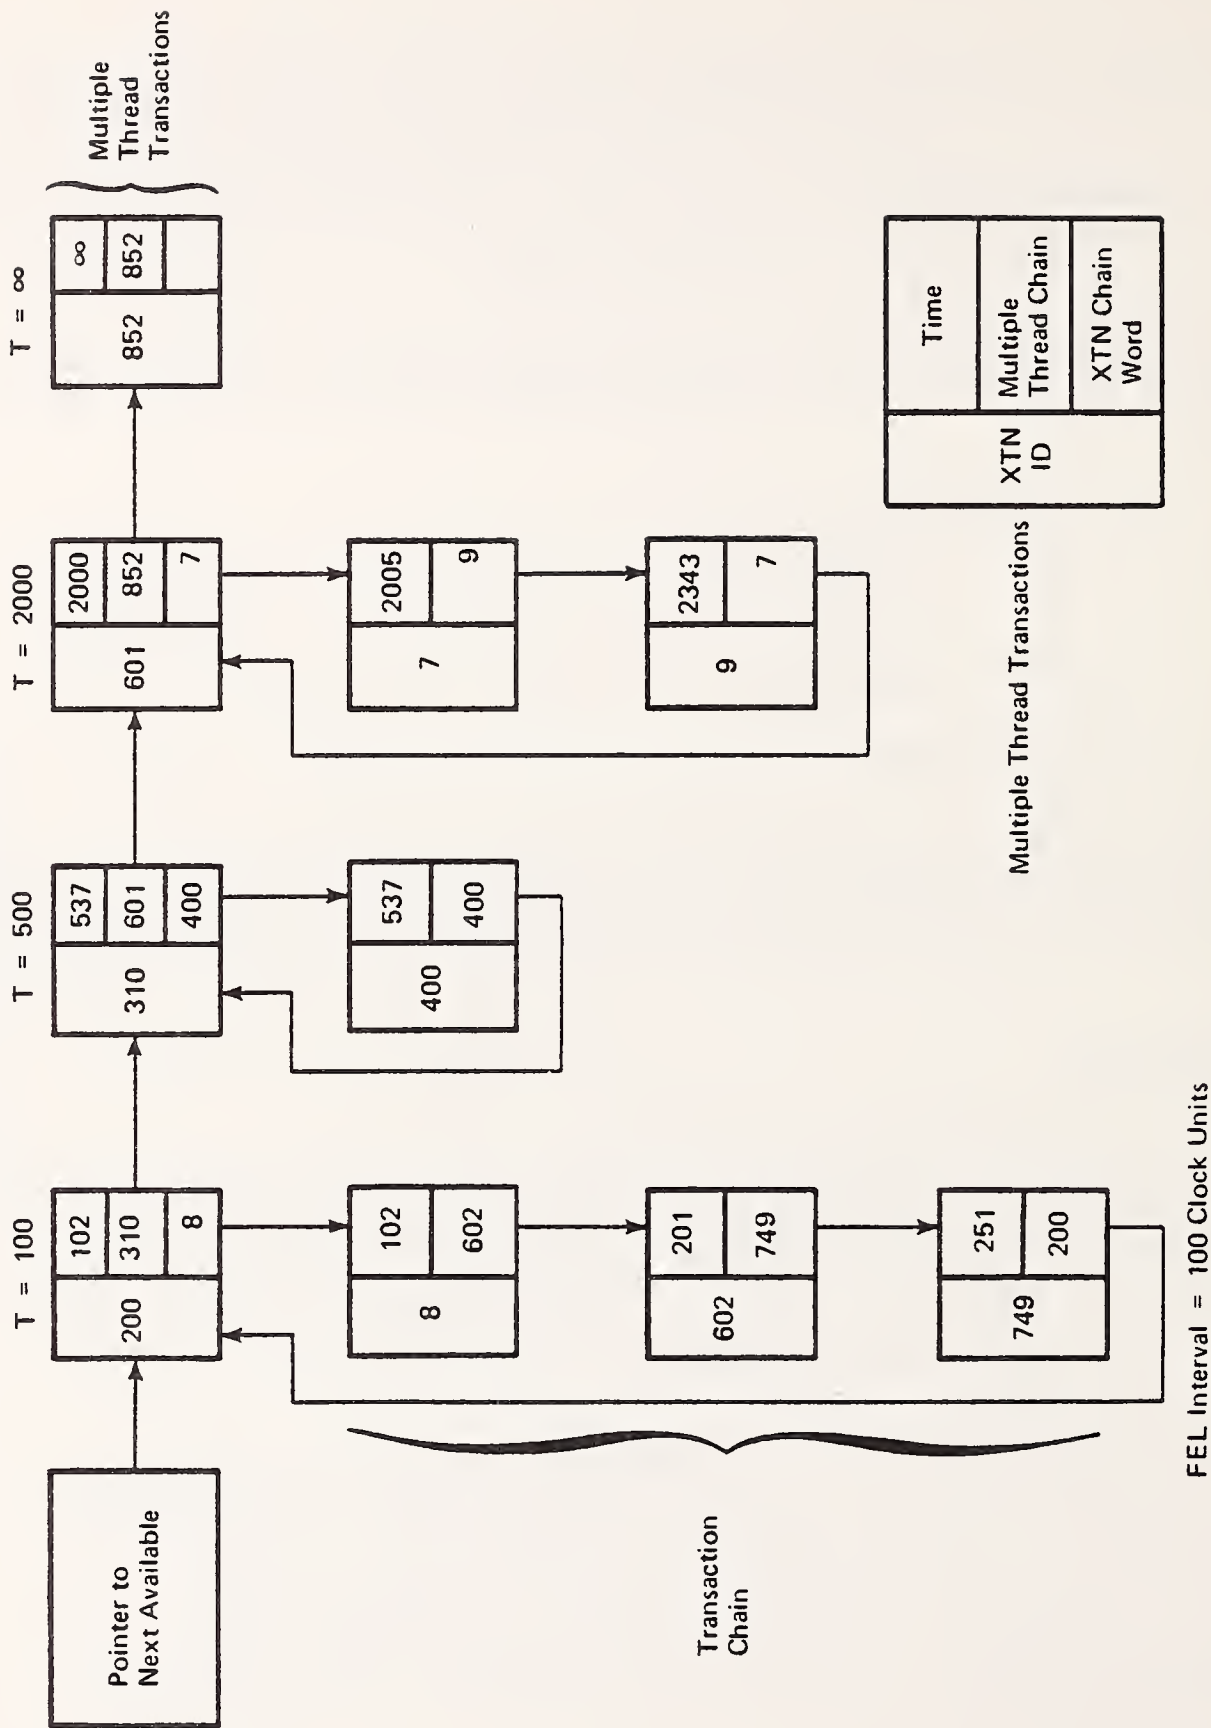 T = 100
T = 500
T = 2000
T = ∞
Pointer to
Next Available
200
102
310
8
310
537
601
400
601
2000
852
7
852
∞
852
Multiple
Thread
Transactions
8
102
602
400
537
400
7
2005
9
Transaction
Chain
602
201
749
9
2343
7
749
251
200
Multiple Thread Transactions
XTN
ID
Time
Multiple
Thread Chain
XTN Chain
Word
FEL Interval = 100 Clock Units